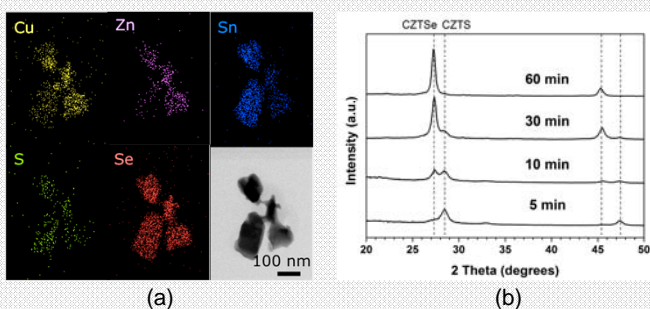 Cu Zn Sn
S Se
100 nm
(a)
CZTSe CZTS
60 min
30 min
10 min
5 min
Intensity (a.u.)
20 25 30 35 40 45 50
2 Theta (degrees)
(b)